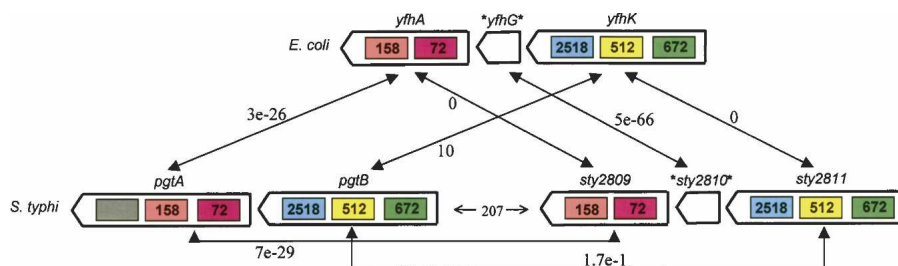 yfhA *yfhG* yfhK
E. coli 158 72 2518 512 672
3e-26 0 5e-66 0
10
pgtA pgtB sty2809 *sty2810* sty2811
S. typhi 158 72 2518 512 672 207 158 72 2518 512 672
7e-29 1.7e-1